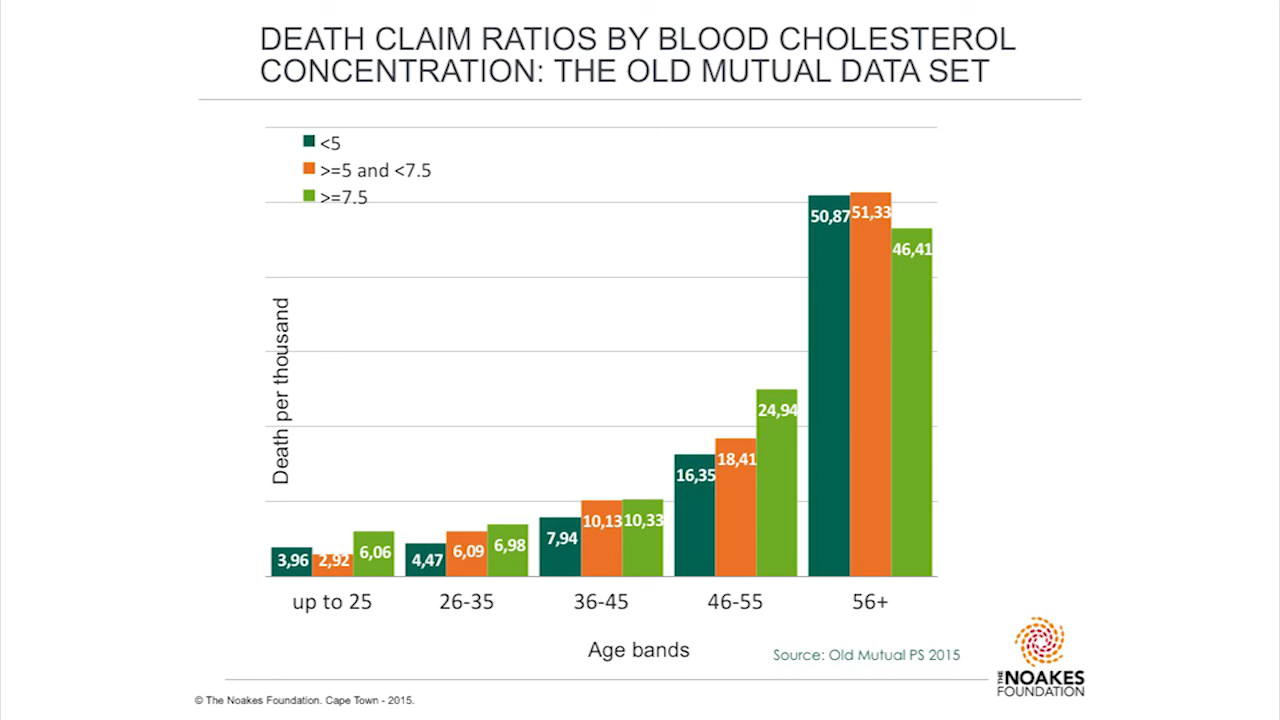 DEATH CLAIM RATIOS BY BLOOD CHOLESTEROL
CONCENTRATION: THE OLD MUTUAL DATA SET
<5
>=5 and <7.5
>=7.5
Death per thousand
3,96
2,92
6,06
4,47
6,09
6,98
7,94
10,13
10,33
16,35
18,41
24,94
50,87
51,33
46,41
up to 25
26-35
36-45
46-55
56+
Age bands
Source: Old Mutual PS 2015
THE NOAKES
FOUNDATION
© The Noakes Foundation. Cape Town - 2015.